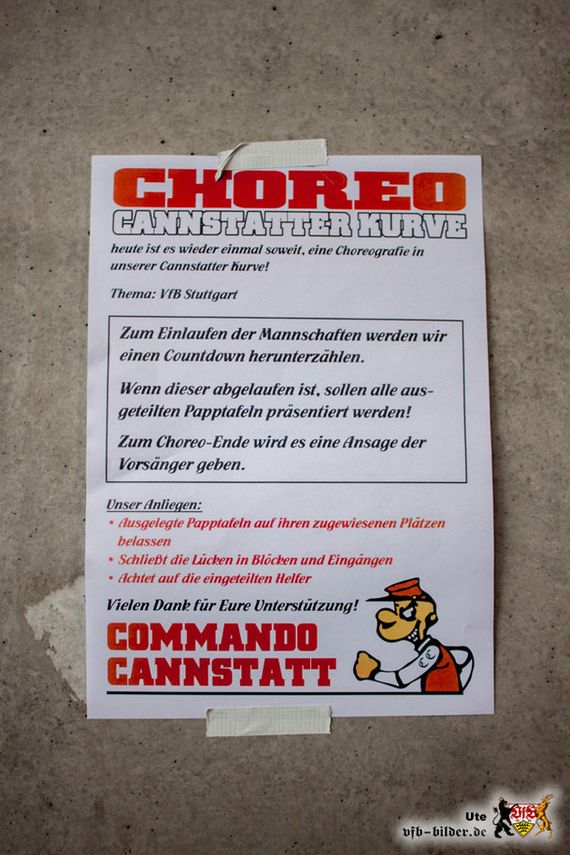 CHOREO
CANNSTATTER KURVE
heute ist es wieder einmal soweit, eine Choreografie in
unserer Cannstatter Kurve!
Thema: VfB Stuttgart
Zum Einlaufen der Mannschaften werden wir
einen Countdown herunterzählen.
Wenn dieser abgelaufen ist, sollen alle aus-
geteilten Papptafeln präsentiert werden!
Zum Choreo-Ende wird es eine Ansage der
Vorsänger geben.
Unser Anliegen:
• Ausgelegte Papptafeln auf ihren zugewiesenen Plätzen
belassen
• Schließt die Lücken in Blöcken und Eingängen
• Achtet auf die eingeteilten Helfer
Vielen Dank für Eure Unterstützung!
COMMANDO
CANNSTATT
CC
Ute
VfB
vfb-bilder.de